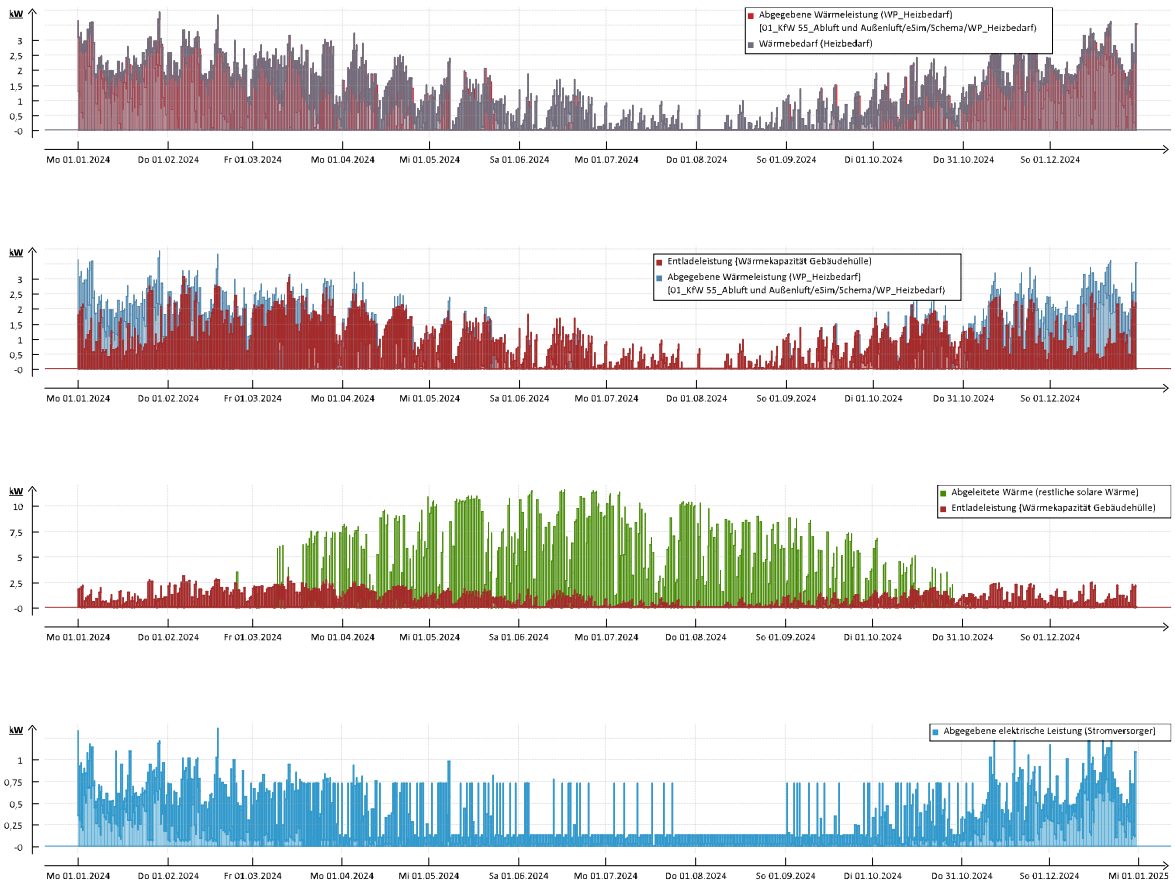 kW
Abgegebene Wärmeleistung (WP_Heizbedarf)
[01_KfW 55_Abluft und Außenluft/eSim/Schema/WP_Heizbedarf)
Wärmebedarf (Heizbedarf)
3
2,5
2
1,5
1
0,5
-0
Mo 01.01.2024 Do 01.02.2024 Fr 01.03.2024 Mo 01.04.2024 Mi 01.05.2024 Sa 01.06.2024 Mo 01.07.2024 Do 01.08.2024 So 01.09.2024 Di 01.10.2024 Do 31.10.2024 So 01.12.2024
kW
Entladeleistung (Wärmekapazität Gebäudehülle)
Abgegebene Wärmeleistung (WP_Heizbedarf)
(01_KfW 55_Abluft und Außenluft/eSim/Schema/WP_Heizbedarf)
3
2,5
2
1,5
1
0,5
-0
Mo 01.01.2024 Do 01.02.2024 Fr 01.03.2024 Mo 01.04.2024 Mi 01.05.2024 Sa 01.06.2024 Mo 01.07.2024 Do 01.08.2024 So 01.09.2024 Di 01.10.2024 Do 31.10.2024 So 01.12.2024
kW
Abgeleitete Wärme (restliche solare Wärme)
Entladeleistung (Wärmekapazität Gebäudehülle)
10
7,5
5
2,5
-0
Mo 01.01.2024 Do 01.02.2024 Fr 01.03.2024 Mo 01.04.2024 Mi 01.05.2024 Sa 01.06.2024 Mo 01.07.2024 Do 01.08.2024 So 01.09.2024 Di 01.10.2024 Do 31.10.2024 So 01.12.2024
kW
Abgegebene elektrische Leistung (Stromversorger)
1
0,75
0,5
0,25
-0
Mo 01.01.2024 Do 01.02.2024 Fr 01.03.2024 Mo 01.04.2024 Mi 01.05.2024 Sa 01.06.2024 Mo 01.07.2024 Do 01.08.2024 So 01.09.2024 Di 01.10.2024 Do 31.10.2024 So 01.12.2024 Mi 01.01.2025